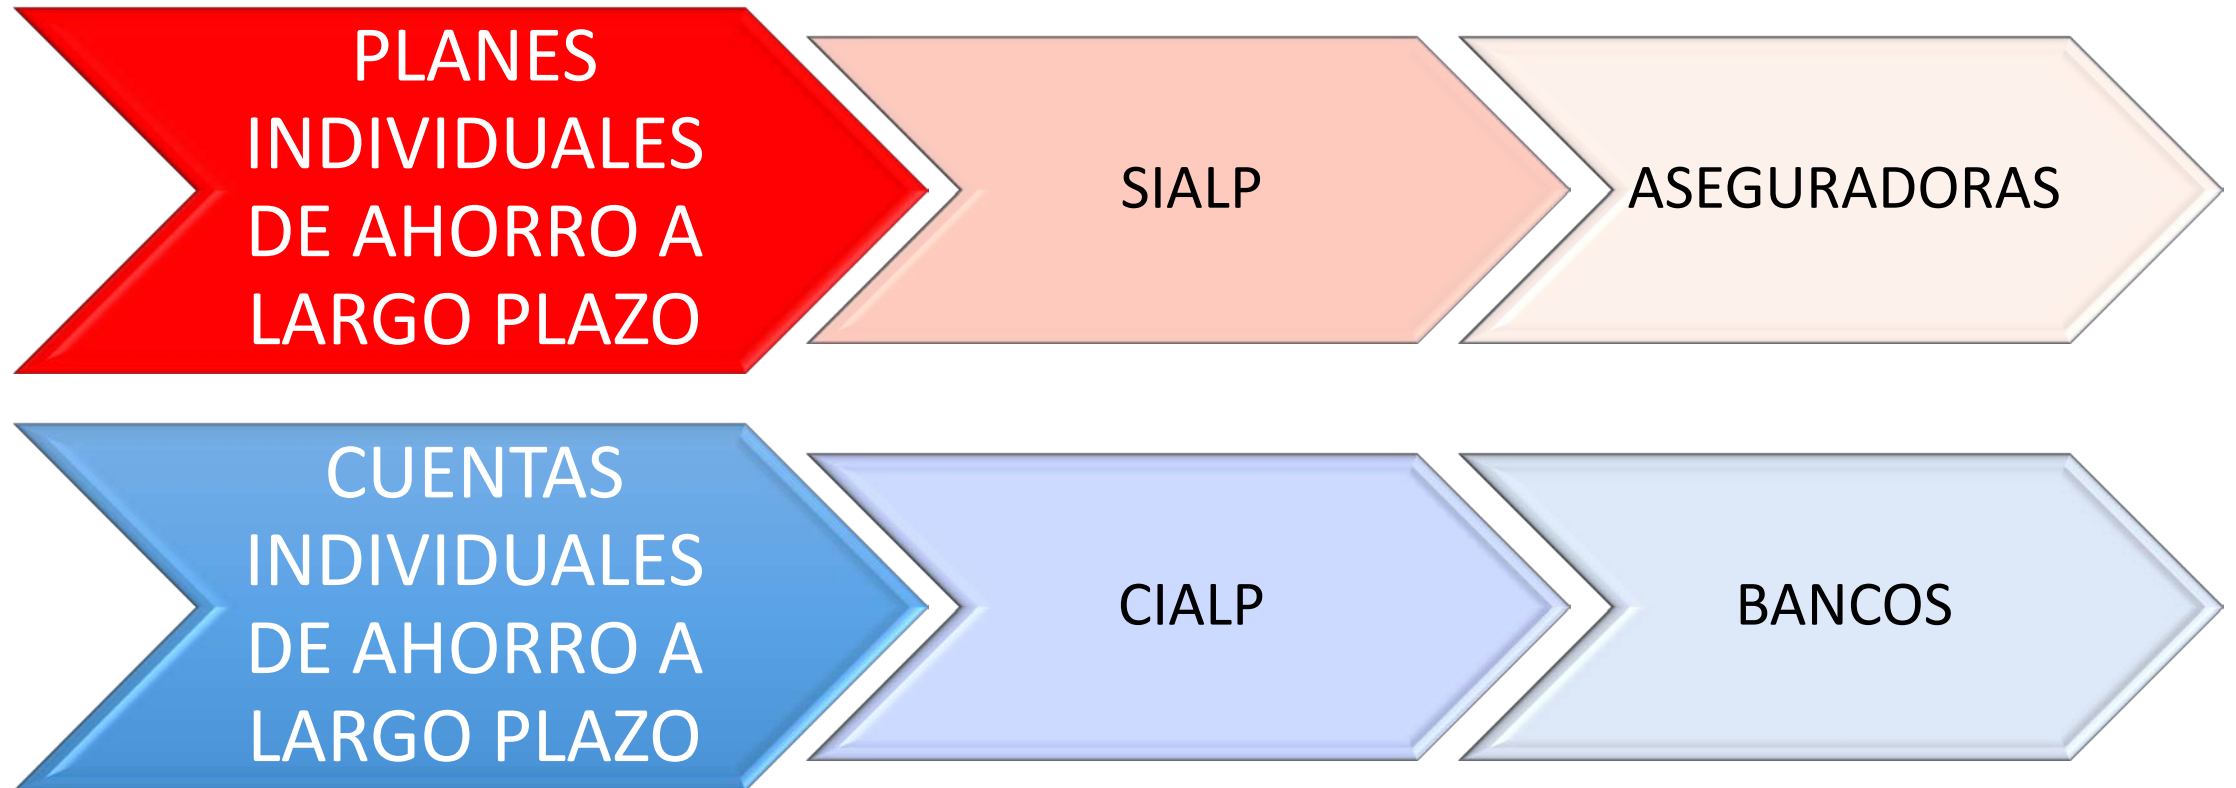 PLANES
INDIVIDUALES
DE AHORRO A
LARGO PLAZO
SIALP
ASEGURADORAS
CUENTAS
INDIVIDUALES
DE AHORRO A
LARGO PLAZO
CIALP
BANCOS